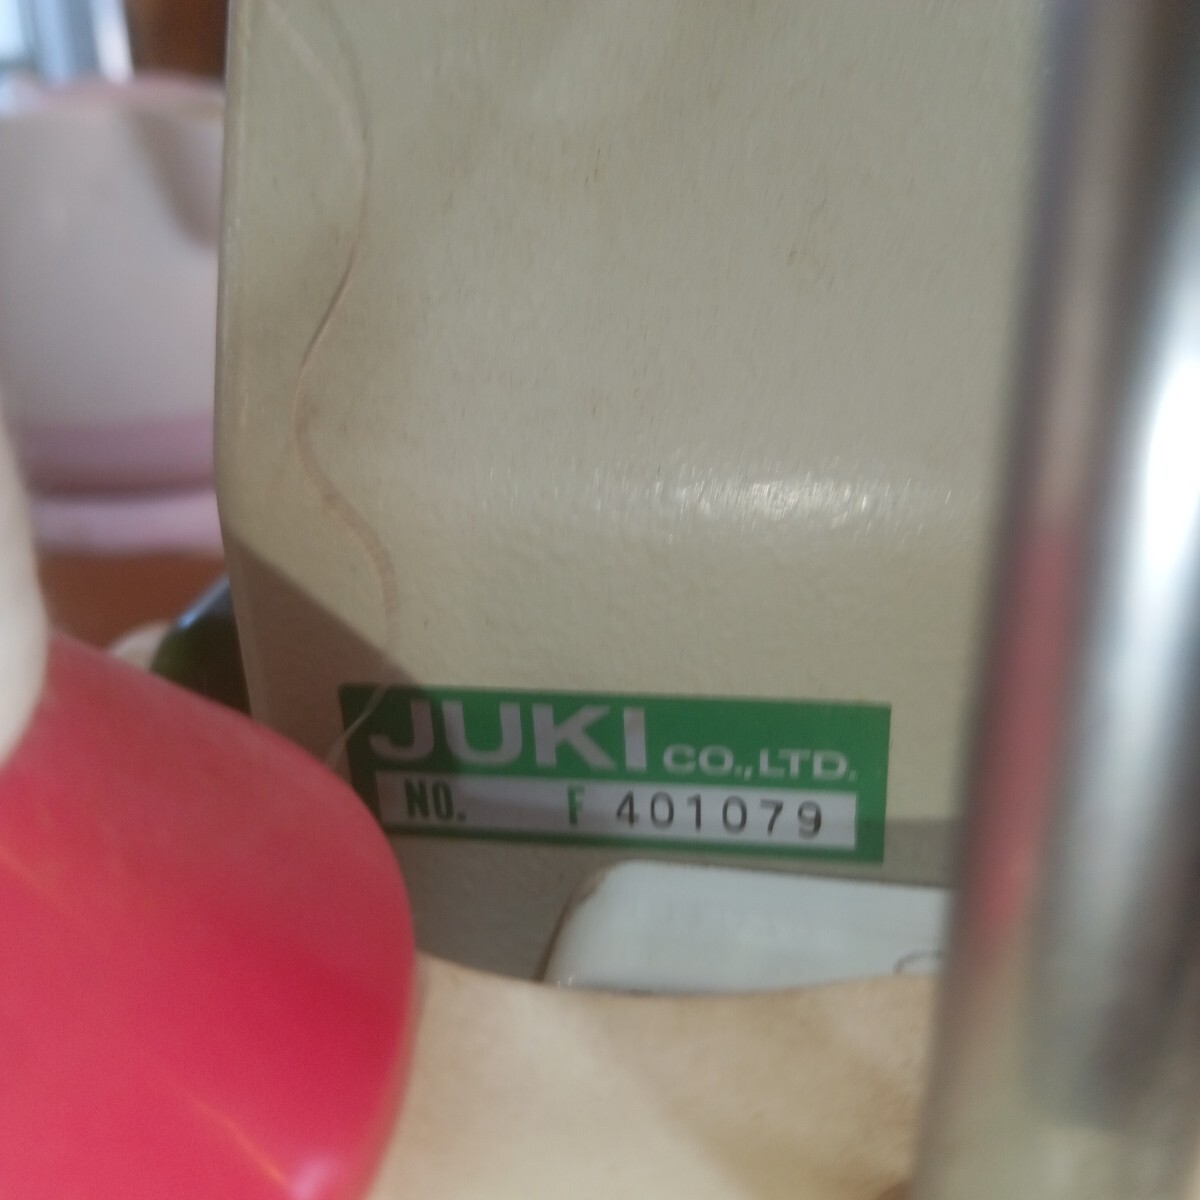 JUKI CO., LTD.
NO. F 401079